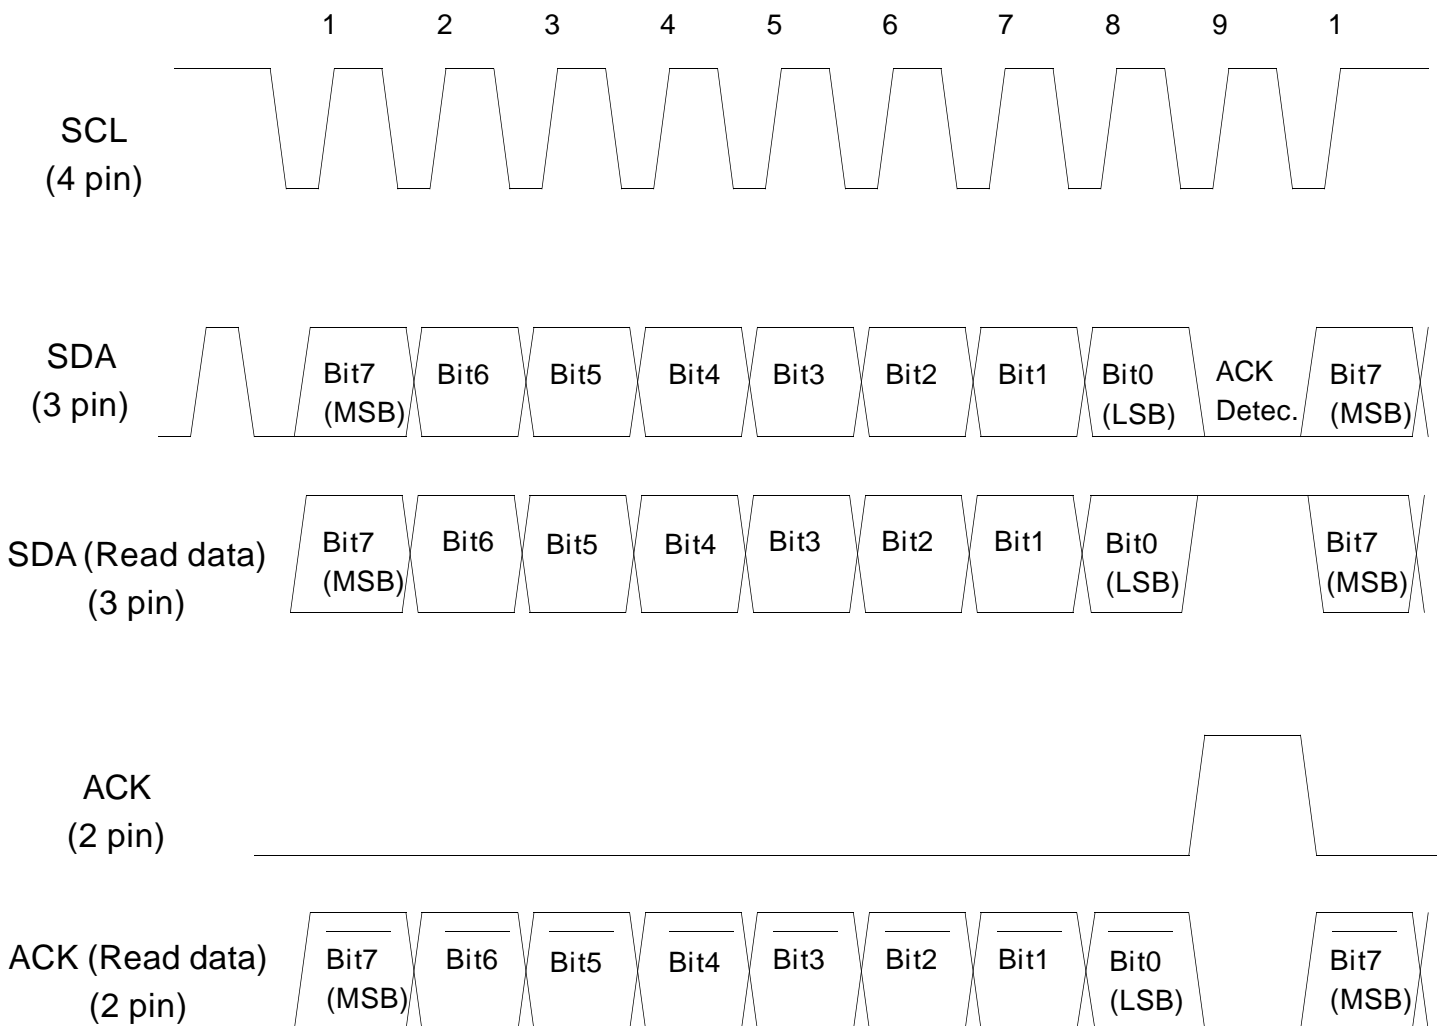 1 2 3 4 5 6 7 8 9 1
SCL
(4 pin)
SDA
(3 pin)
Bit7
(MSB)
Bit6
Bit5
Bit4
Bit3
Bit2
Bit1
Bit0
(LSB)
ACK
Detec.
Bit7
(MSB)
SDA (Read data)
(3 pin)
Bit7
(MSB)
Bit6
Bit5
Bit4
Bit3
Bit2
Bit1
Bit0
(LSB)
Bit7
(MSB)
ACK
(2 pin)
ACK (Read data)
(2 pin)
Bit7
(MSB)
Bit6
Bit5
Bit4
Bit3
Bit2
Bit1
Bit0
(LSB)
Bit7
(MSB)